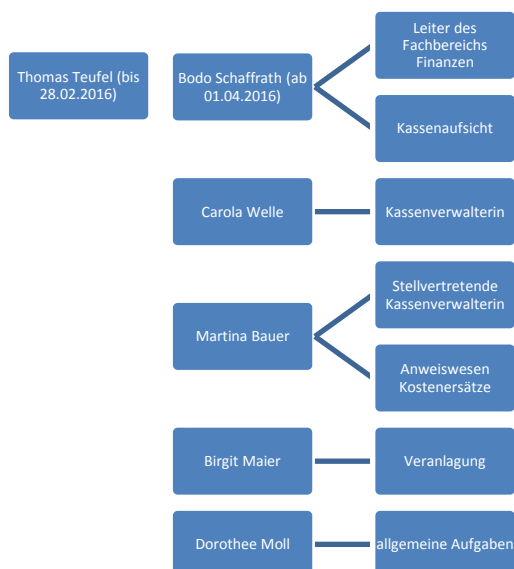 Thomas Teufel (bis
28.02.2016)
Bodo Schaffrath (ab
01.04.2016)
Leiter des
Fachbereichs
Finanzen
Kassenaufsicht
Carola Welle
Kassenverwalterin
Martina Bauer
Stellvertretende
Kassenverwalterin
Anweiswesen
Kostenersätze
Birgit Maier
Veranlagung
Dorothee Moll
allgemeine Aufgaben